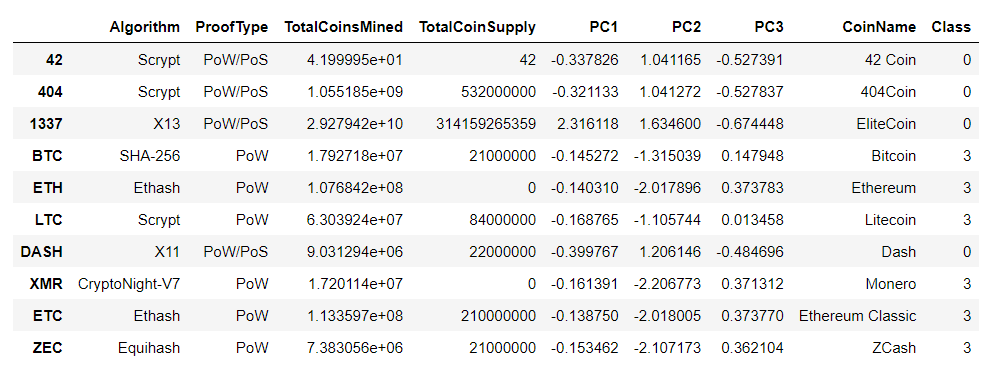 Algorithm ProofType TotalCoinsMined TotalCoinSupply PC1 PC2 PC3 CoinName Class
42 Scrypt PoW/PoS 4.199995e+01 42 -0.337826 1.041165 -0.527391 42 Coin 0
404 Scrypt PoW/PoS 1.055185e+09 532000000 -0.321133 1.041272 -0.527837 404Coin 0
1337 X13 PoW/PoS 2.927942e+10 314159265359 2.316118 1.634600 -0.674448 EliteCoin 0
BTC SHA-256 PoW 1.792718e+07 21000000 -0.145272 -1.315039 0.147948 Bitcoin 3
ETH Ethash PoW 1.076842e+08 0 -0.140310 -2.017896 0.373783 Ethereum 3
LTC Scrypt PoW 6.303924e+07 84000000 -0.168765 -1.105744 0.013458 Litecoin 3
DASH X11 PoW/PoS 9.031294e+06 22000000 -0.399767 1.206146 -0.484696 Dash 0
XMR CryptoNight-V7 PoW 1.720114e+07 0 -0.161391 -2.206773 0.371312 Monero 3
ETC Ethash PoW 1.133597e+08 210000000 -0.138750 -2.018005 0.373770 Ethereum Classic 3
ZEC Equihash PoW 7.383056e+06 21000000 -0.153462 -2.107173 0.362104 ZCash 3